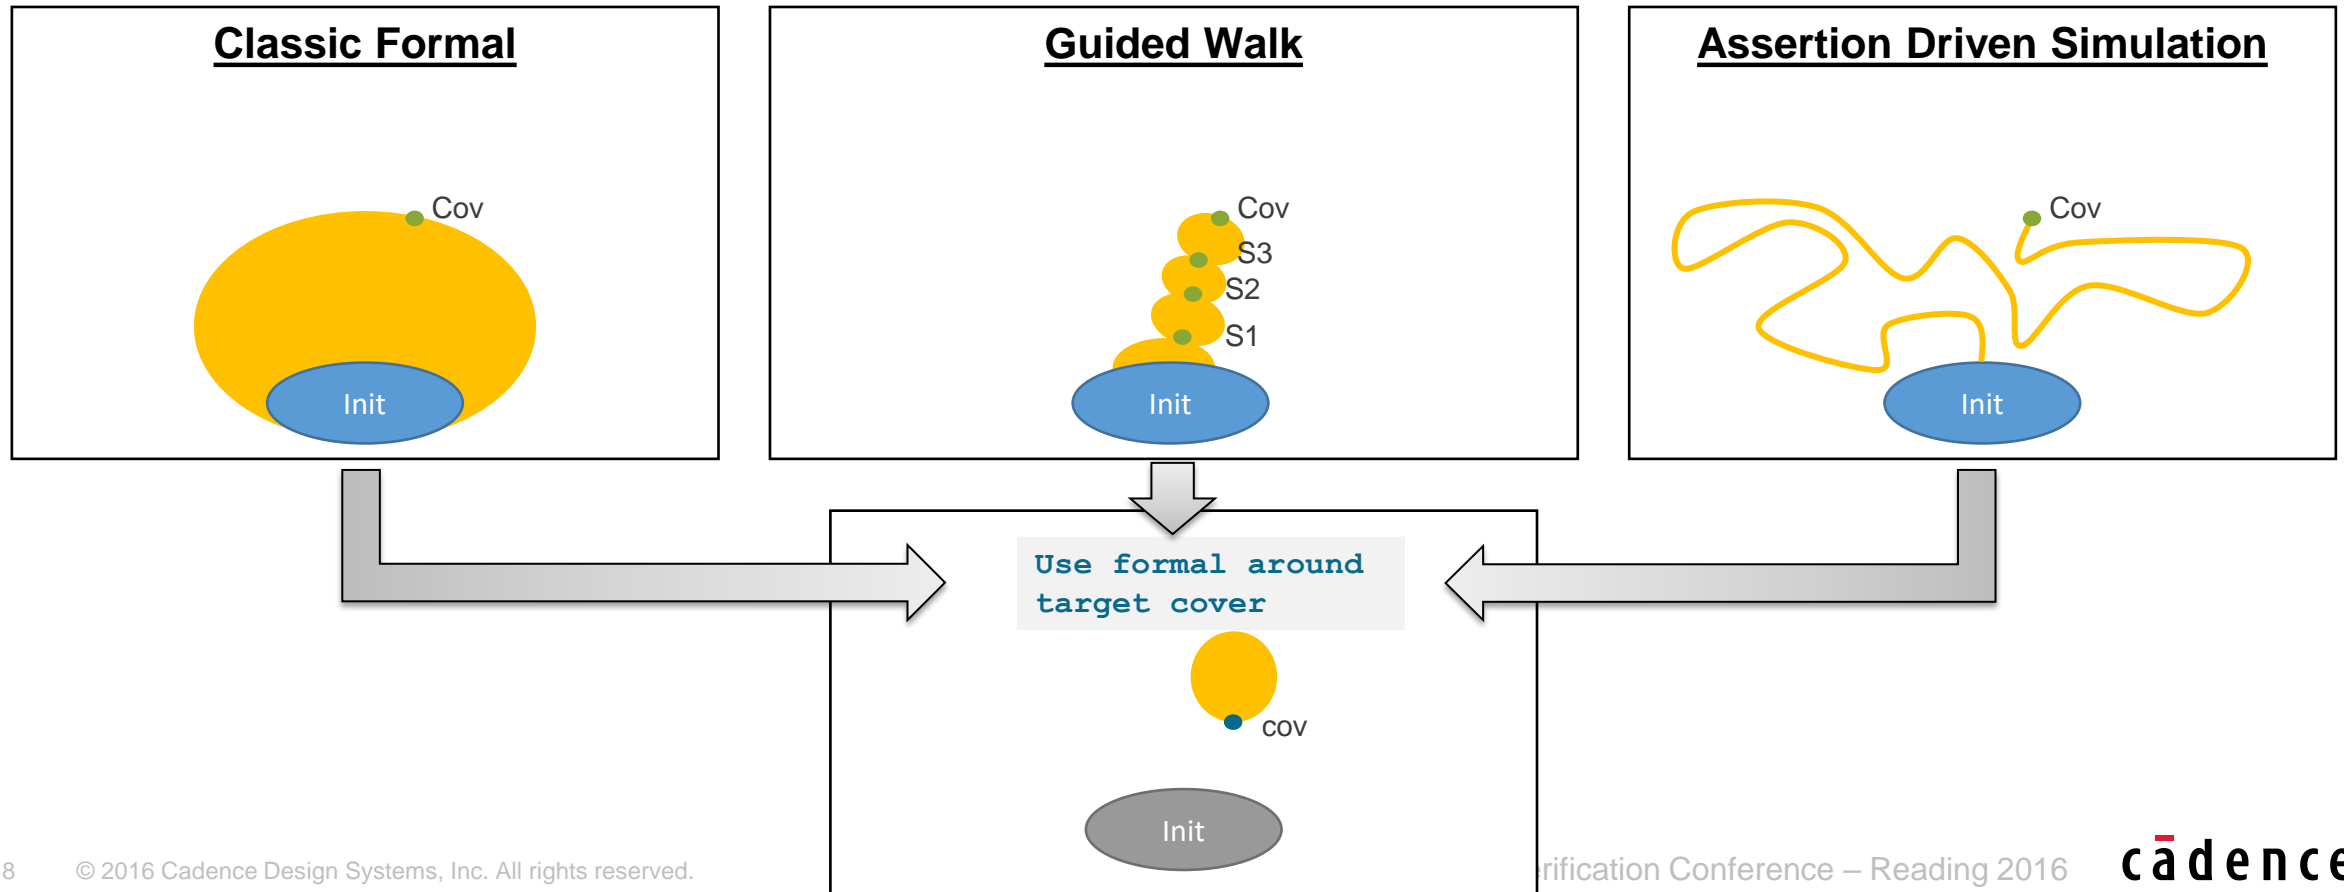 Classic Formal
Cov
Init
Guided Walk
Cov
S3
S2
S1
Init
Assertion Driven Simulation
Cov
Init
Use formal around
target cover
cov
Init
8 © 2016 Cadence Design Systems, Inc. All rights reserved.
Conference – Reading 2016
cādence